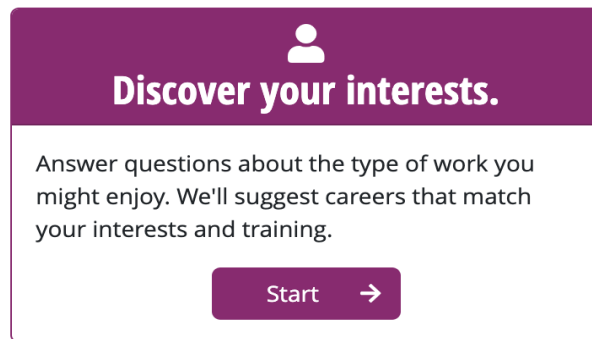 Discover your interests.
Answer questions about the type of work you
might enjoy. We'll suggest careers that match
your interests and training.
Start